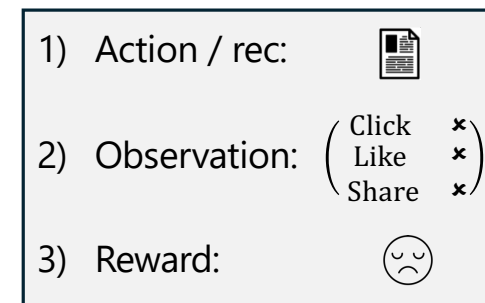 1) Action / rec:
2) Observation:
Click ×
Like ×
Share ×
3) Reward: